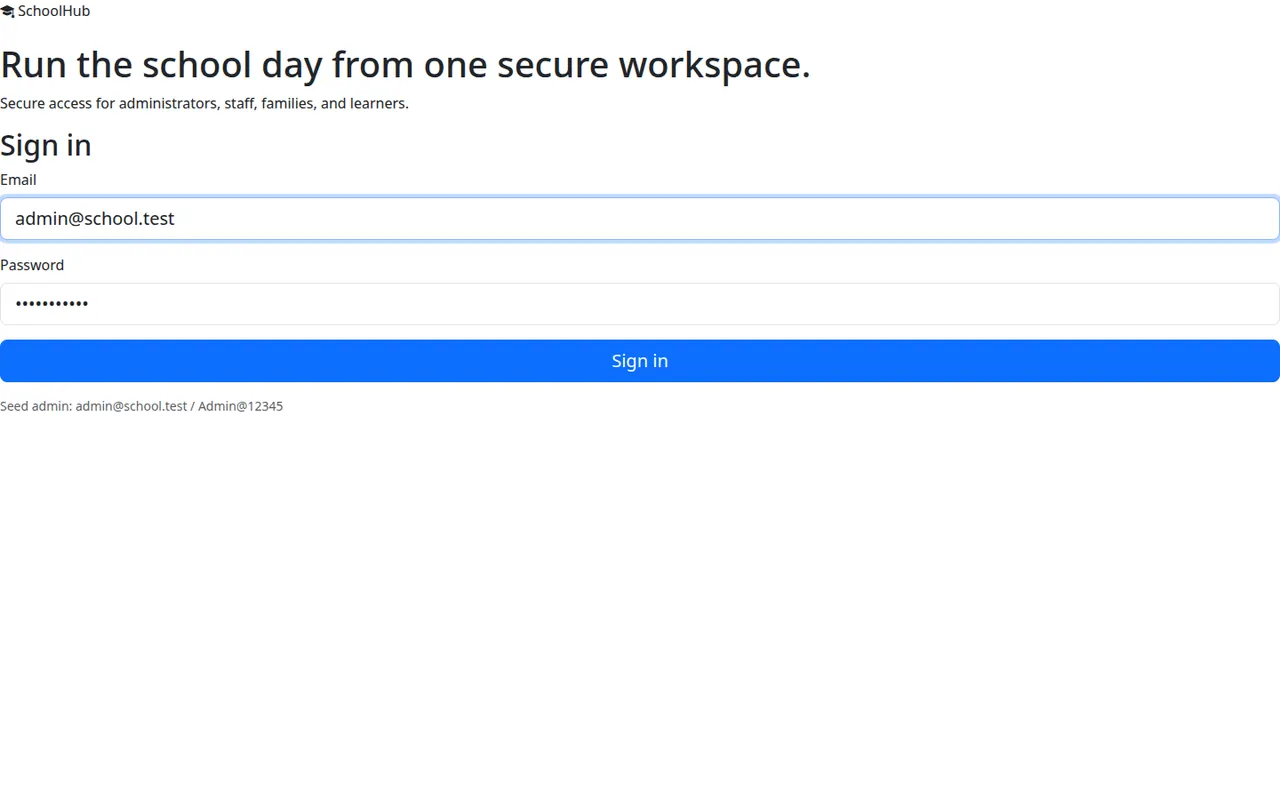 SchoolHub
Run the school day from one secure workspace.
Secure access for administrators, staff, families, and learners.
Sign in
Email
admin@school.test
Password
•••••••••••
Sign in
Seed admin: admin@school.test / Admin@12345